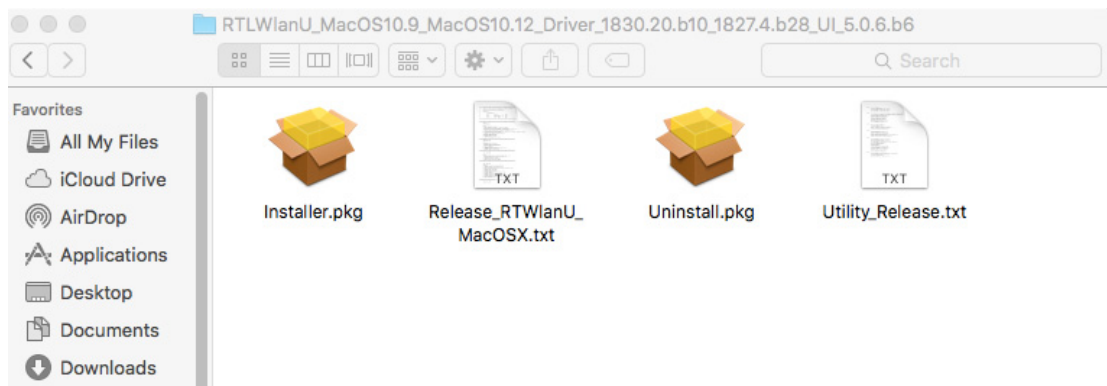 RTLWlanU_MacOS10.9_MacOS10.12_Driver_1830.20.b10_1827.4.b28_UI_5.0.6.b6
Search
Favorites
All My Files
iCloud Drive
AirDrop
Applications
Desktop
Documents
Downloads
TXT
TXT
Installer.pkg
Release_RTWlanU_
MacOSX.txt
Uninstall.pkg
Utility_Release.txt